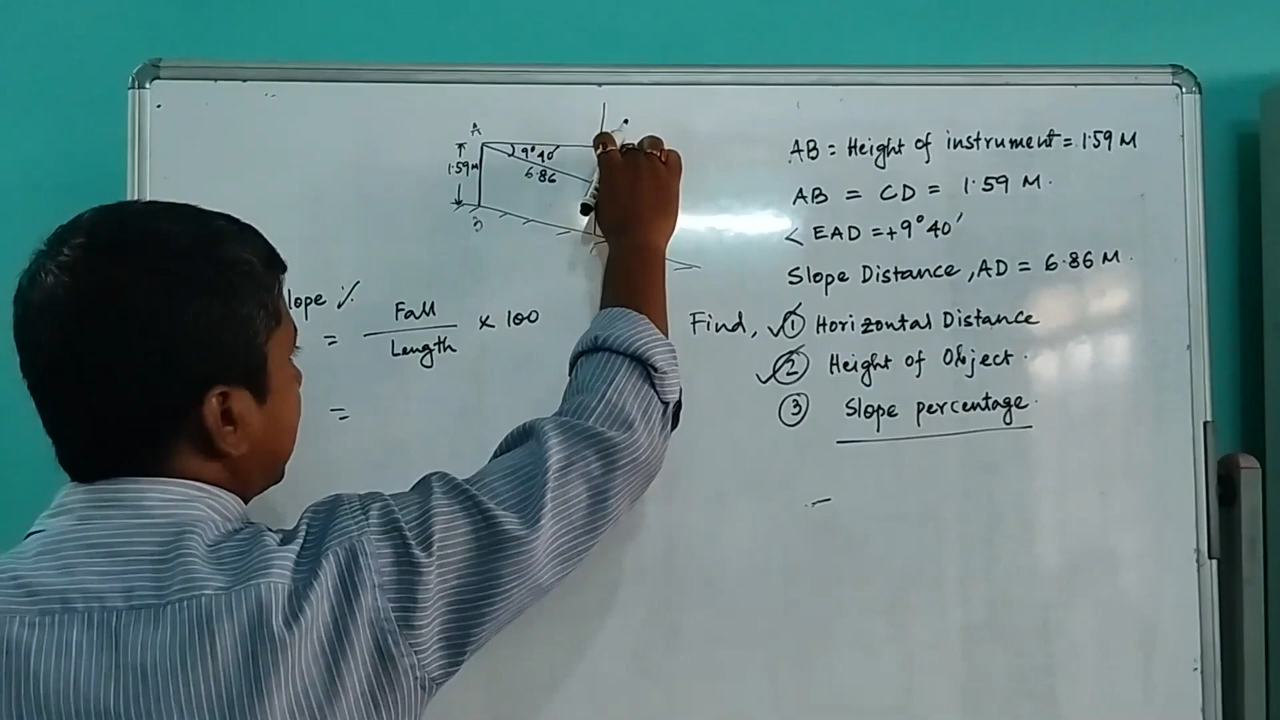 A
9°40'
1.59M
6.86
B
lope %
= Fall / Length × 100
=
AB = Height of instrument = 1.59 M
AB = CD = 1.59 M.
< EAD = +9°40'
Slope Distance, AD = 6.86 M.
Find, ① Horizontal Distance
② Height of Object.
③ Slope percentage.